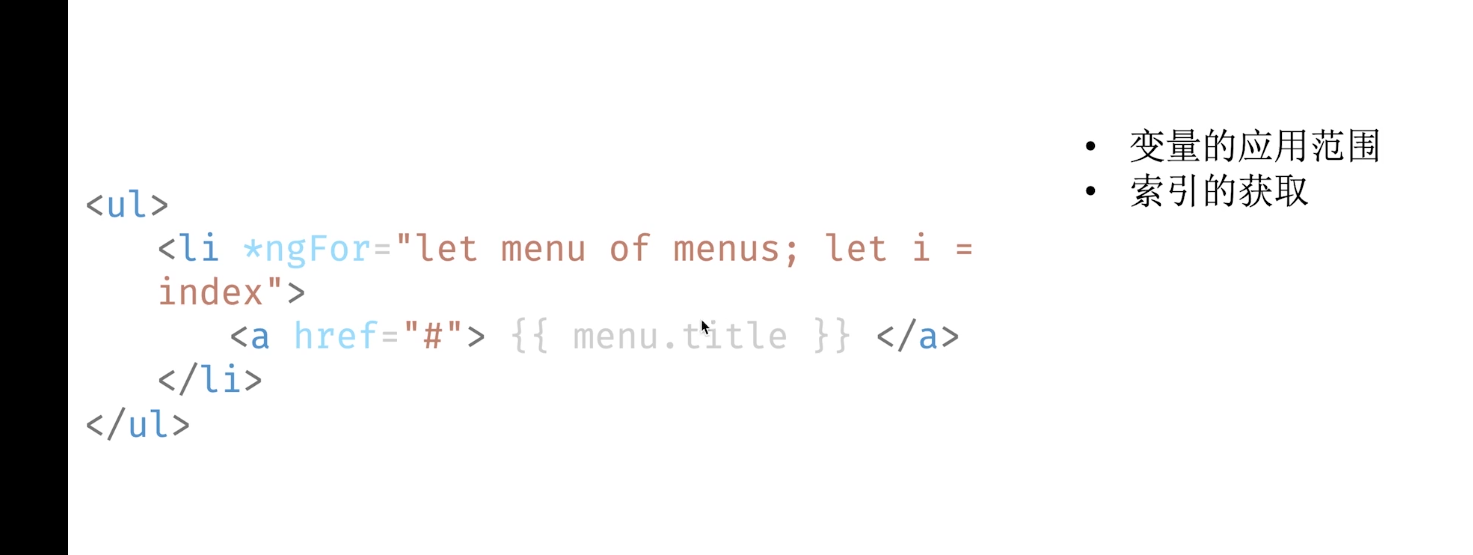 <ul>
<li *ngFor="let menu of menus; let i =
index">
<a href="#"> {{ menu.title }} </a>
</li>
</ul>
• 变量的应用范围
• 索引的获取